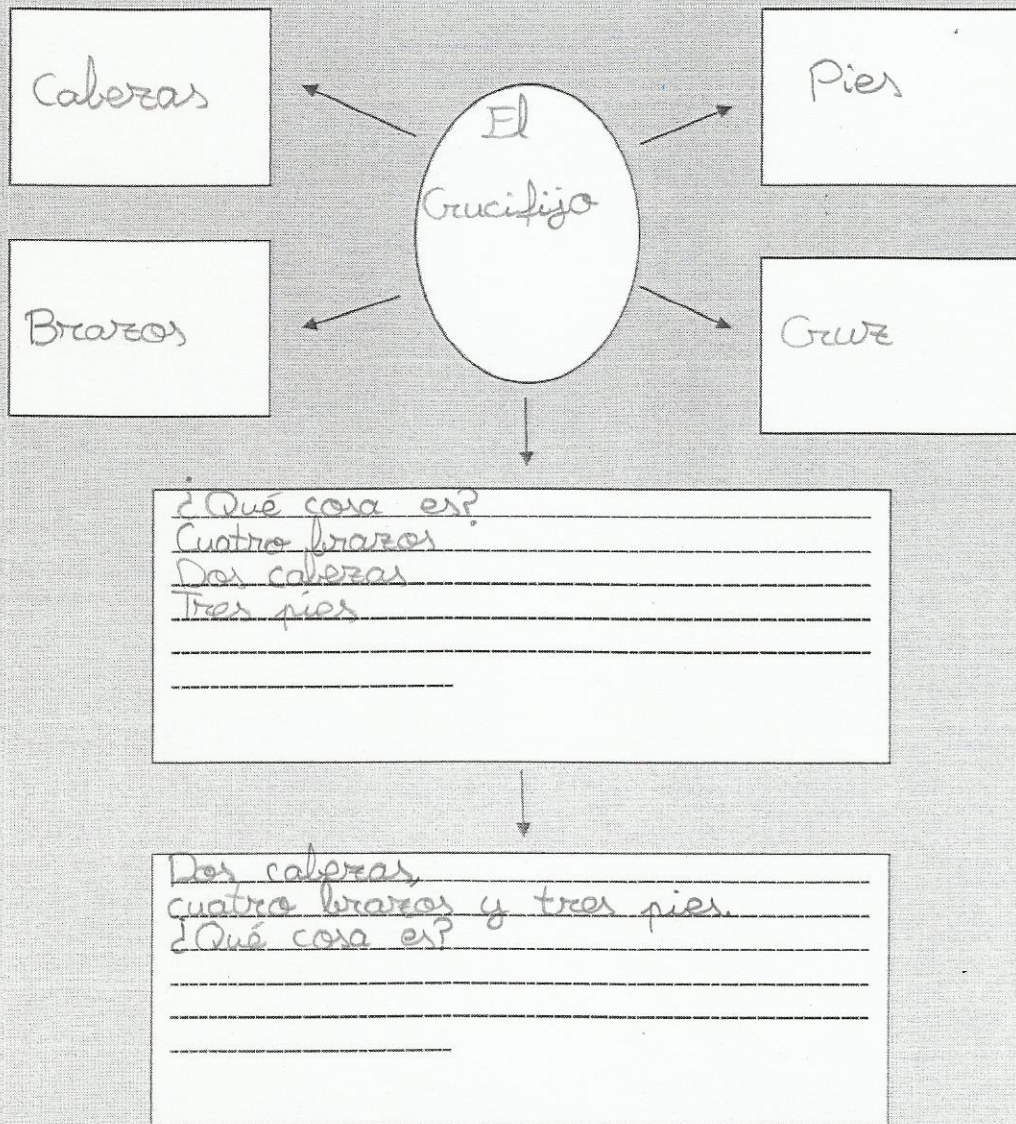 Cabezas
El
Crucifijo
Pies
Brazos
Cruz
¿Qué cosa es?
Cuatro brazos
Dos cabezas
Tres pies
Dos cabezas,
cuatro brazos y tres pies.
¿Qué cosa es?